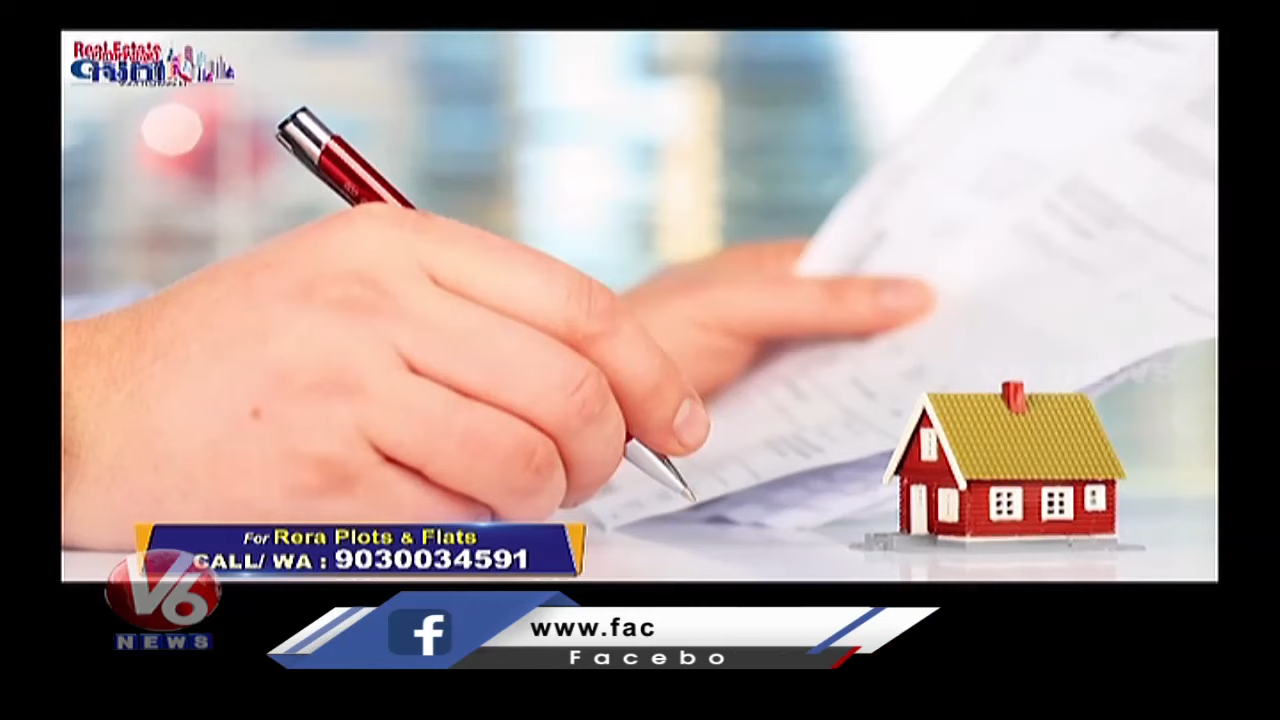 Real Estate
For Rera Plots & Flats
CALL/ WA : 9030034591
V6
NEWS
f
www.fac
Facebo